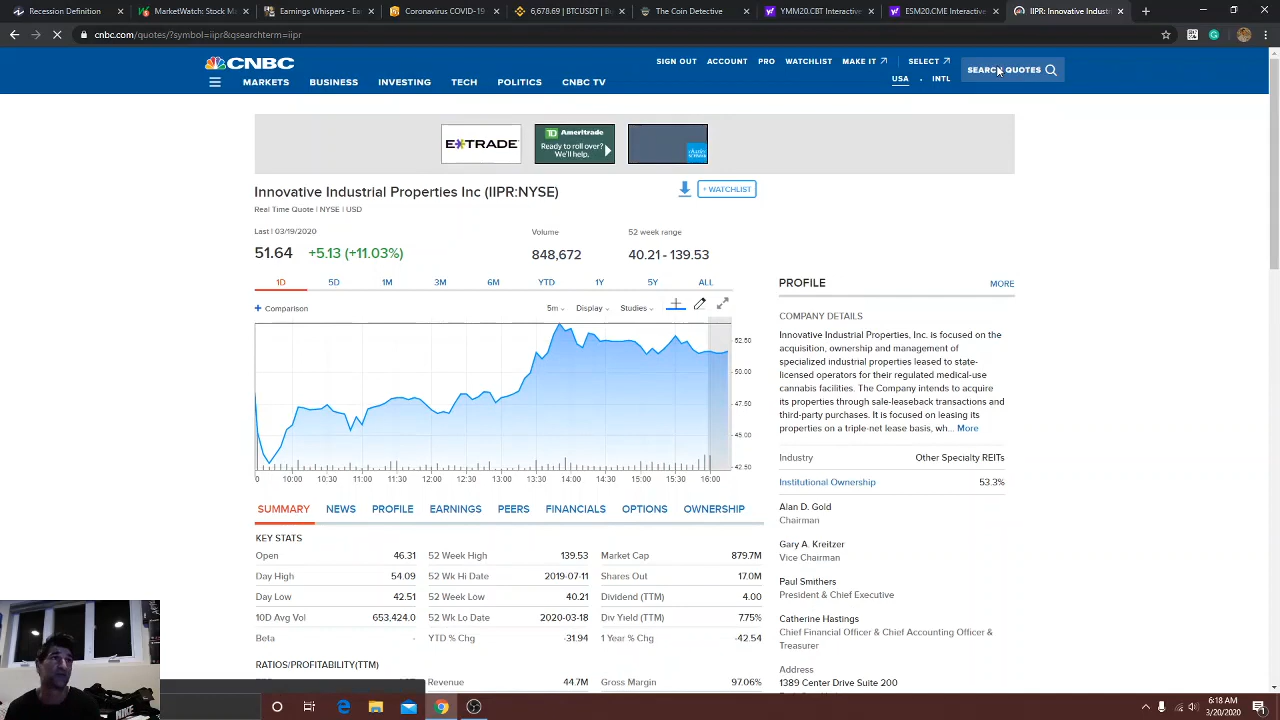 Recession Definition
MarketWatch: Stock Ma
Coronavirus COVID-19
6,678.69 | BTCUSDT | B
The Coin Detective
YMM20.CBT Interactive
ESM20.CME Interactive
IIPR: Innovative Industri
cnbc.com/quotes/?symbol=iipr&qsearchterm=iipr
CNBC
SIGN OUT ACCOUNT PRO WATCHLIST MAKE IT SELECT
SEARCH QUOTES
MARKETS BUSINESS INVESTING TECH POLITICS CNBC TV
USA · INTL
E*TRADE
TD Ameritrade
Ready to roll over?
We'll help.
Innovative Industrial Properties Inc (IIPR:NYSE)
+ WATCHLIST
Real Time Quote | NYSE | USD
Last | 03/19/2020
51.64 +5.13 (+11.03%)
Volume
848,672
52 week range
40.21 - 139.53
1D 5D 1M 3M 6M YTD 1Y 5Y ALL
+ Comparison
5m Display Studies
52.50
50.00
47.50
45.00
42.50
0 10:00 10:30 11:00 11:30 12:00 12:30 13:00 13:30 14:00 14:30 15:00 15:30 16:00
PROFILE
MORE
COMPANY DETAILS
Innovative Industrial Properties, Inc. is focused on the
acquisition, ownership and management of
specialized industrial properties leased to state-
licensed operators for their regulated medical-use
cannabis facilities. The Company intends to acquire
its properties through sale-leaseback transactions and
third-party purchases. It is focused on leasing its
properties on a triple-net lease basis, wh... More
Industry Other Specialty REITs
Institutional Ownership 53.3%
Alan D. Gold
Chairman
Gary A. Kreitzer
Vice Chairman
Paul Smithers
President & Chief Executive
Catherine Hastings
Chief Financial Officer & Chief Accounting Officer &
Treasurer
Address
1389 Center Drive Suite 200
SUMMARY NEWS PROFILE EARNINGS PEERS FINANCIALS OPTIONS OWNERSHIP
KEY STATS
Open 46.31 52 Week High 139.53 Market Cap 879.7M
Day High 54.09 52 Wk Hi Date 2019-07-11 Shares Out 17.0M
Day Low 42.51 52 Week Low 40.21 Dividend (TTM) 4.00
10D Avg Vol 653,424.0 52 Wk Lo Date 2020-03-18 Div Yield (TTM) 7.75%
Beta - YTD % Chg -31.94 1 Year % Chg -42.54
RATIOS/PROFITABILITY(TTM)
Revenue 44.7M Gross Margin 97.06%
6:18 AM
3/20/2020